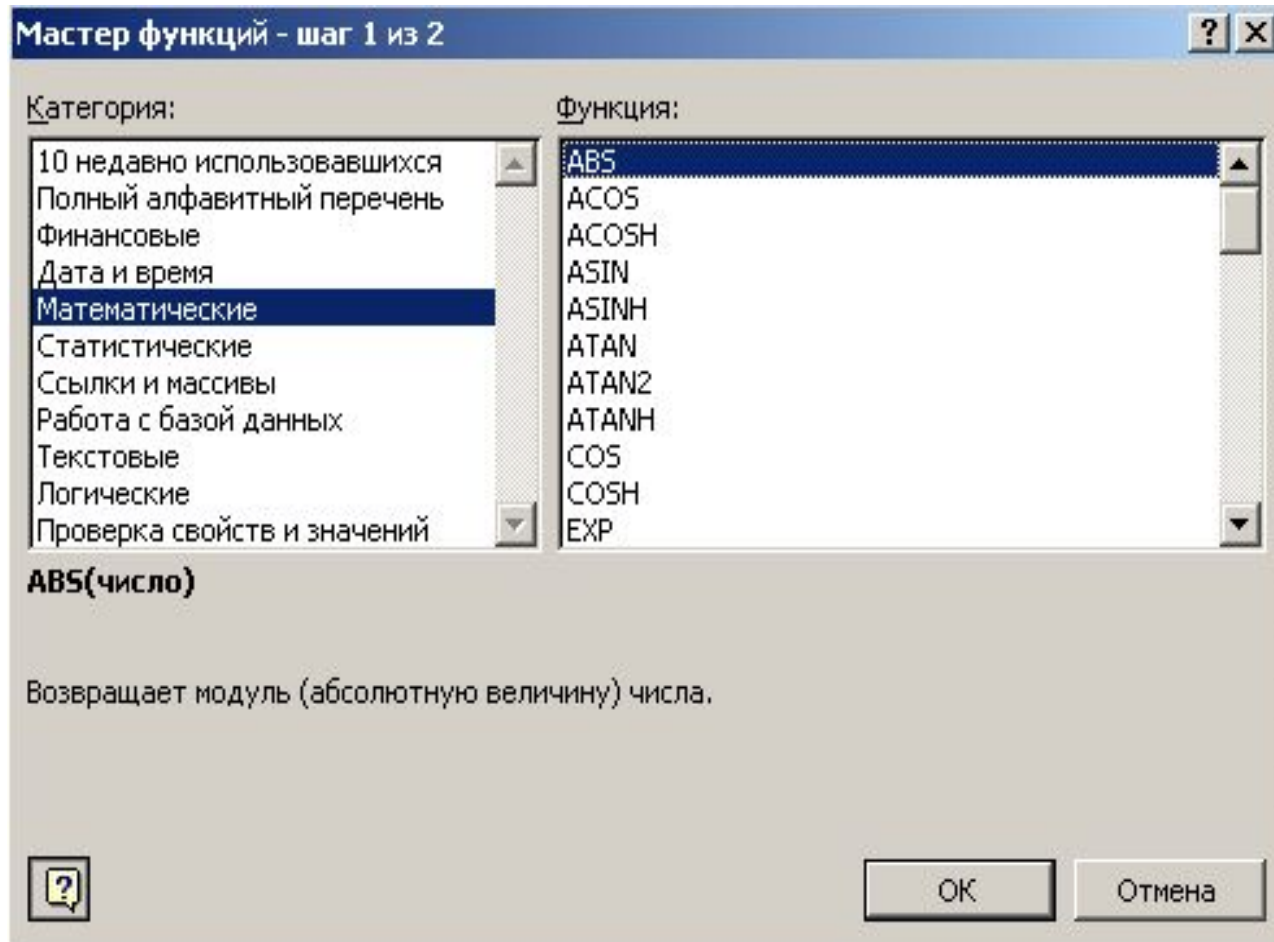 Мастер функций - шаг 1 из 2
Категория:
10 недавно использовавшихся
Полный алфавитный перечень
Финансовые
Дата и время
Математические
Статистические
Ссылки и массивы
Работа с базой данных
Текстовые
Логические
Проверка свойств и значений
Функция:
ABS
ACOS
ACOSH
ASIN
ASINH
ATAN
ATAN2
ATANH
COS
COSH
EXP
ABS(число)
Возвращает модуль (абсолютную величину) числа.
ОК
Отмена